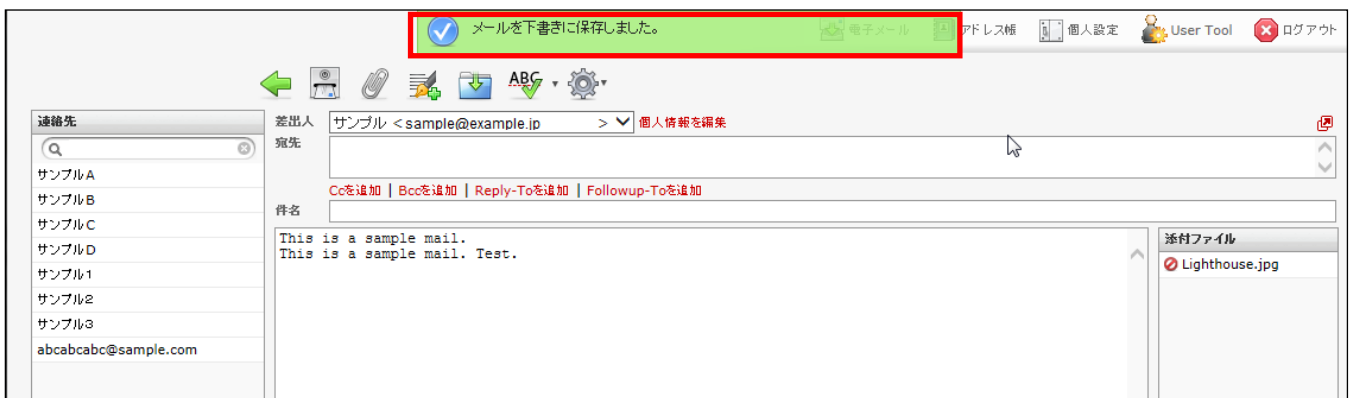 メールを下書きに保存しました。
電子メール アドレス帳 個人設定 User Tool ログアウト
ABC
連絡先
サンプルA
サンプルB
サンプルC
サンプルD
サンプル1
サンプル2
サンプル3
abcabcabc@sample.com
差出人 サンプル <sample@example.jp > 個人情報を編集
宛先
Ccを追加 | Bccを追加 | Reply-Toを追加 | Followup-Toを追加
件名
This is a sample mail.
This is a sample mail. Test.
添付ファイル
Lighthouse.jpg